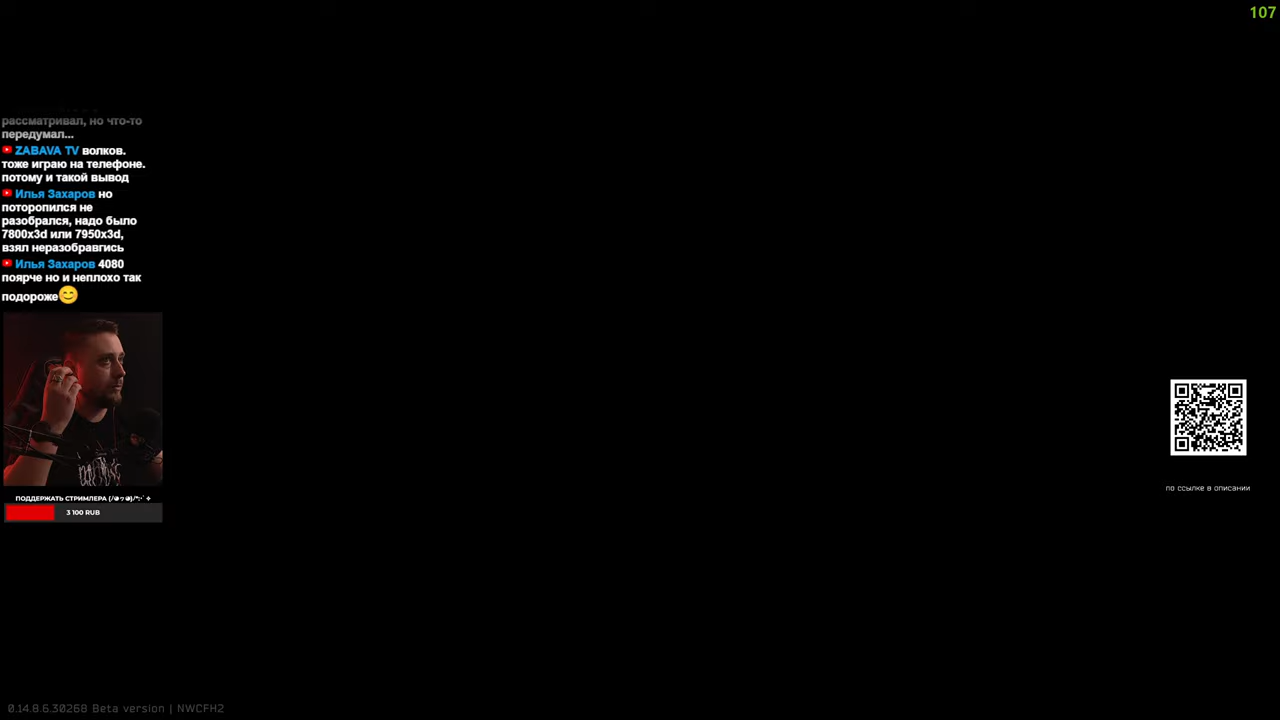 107
рассматривал, но что-то
передумал...
ZABAVA TV волков.
тоже играю на телефоне.
потому и такой вывод
Илья Захаров но
поторопился не
разобрался, надо было
7800x3d или 7950x3d,
взял неразобравгись
Илья Захаров 4080
поярче но и неплохо так
подороже😊
ПОДДЕРЖАТЬ СТРИМЛЕРА
3 100 RUB
по ссылке в описании
0.14.8.6.30268 Beta version | NWCFH2